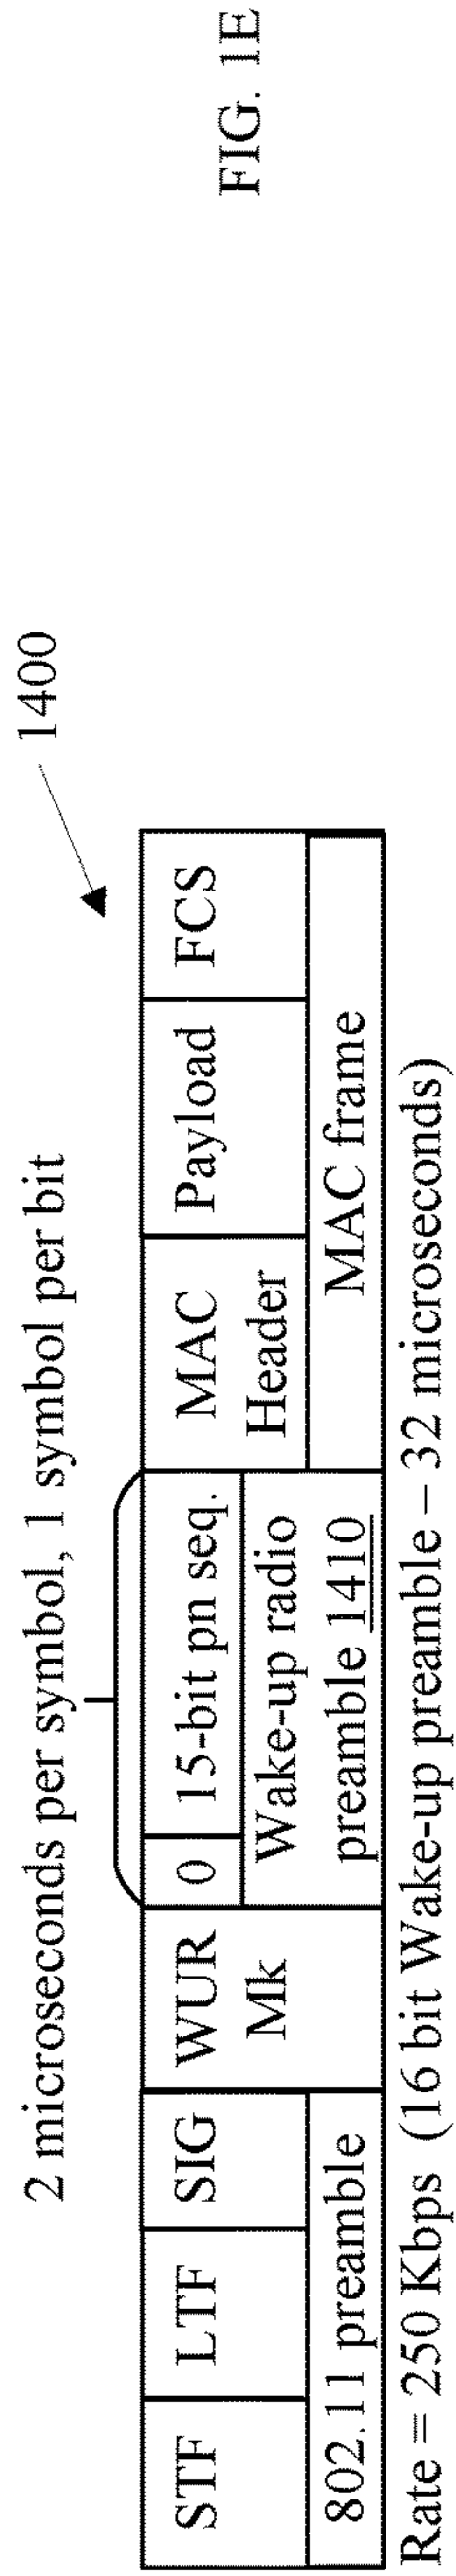 2 microseconds per symbol, 1 symbol per bit
1400
STF LTF SIG WUR Mk 0 15-bit pn seq. MAC Header Payload FCS
802.11 preamble Wake-up radio preamble 1410 MAC frame
Rate = 250 Kbps (16 bit Wake-up preamble – 32 microseconds)
FIG. 1E